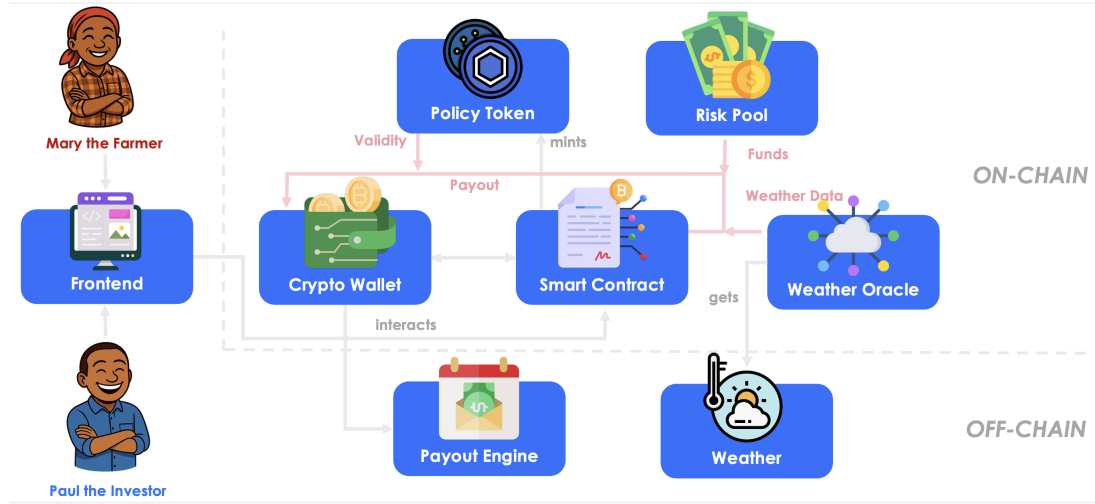 Policy Token
Risk Pool
Mary the Farmer
Validity
mints
Funds
Payout
ON-CHAIN
Weather Data
Frontend
Crypto Wallet
Smart Contract
Weather Oracle
gets
interacts
OFF-CHAIN
Payout Engine
Weather
Paul the Investor